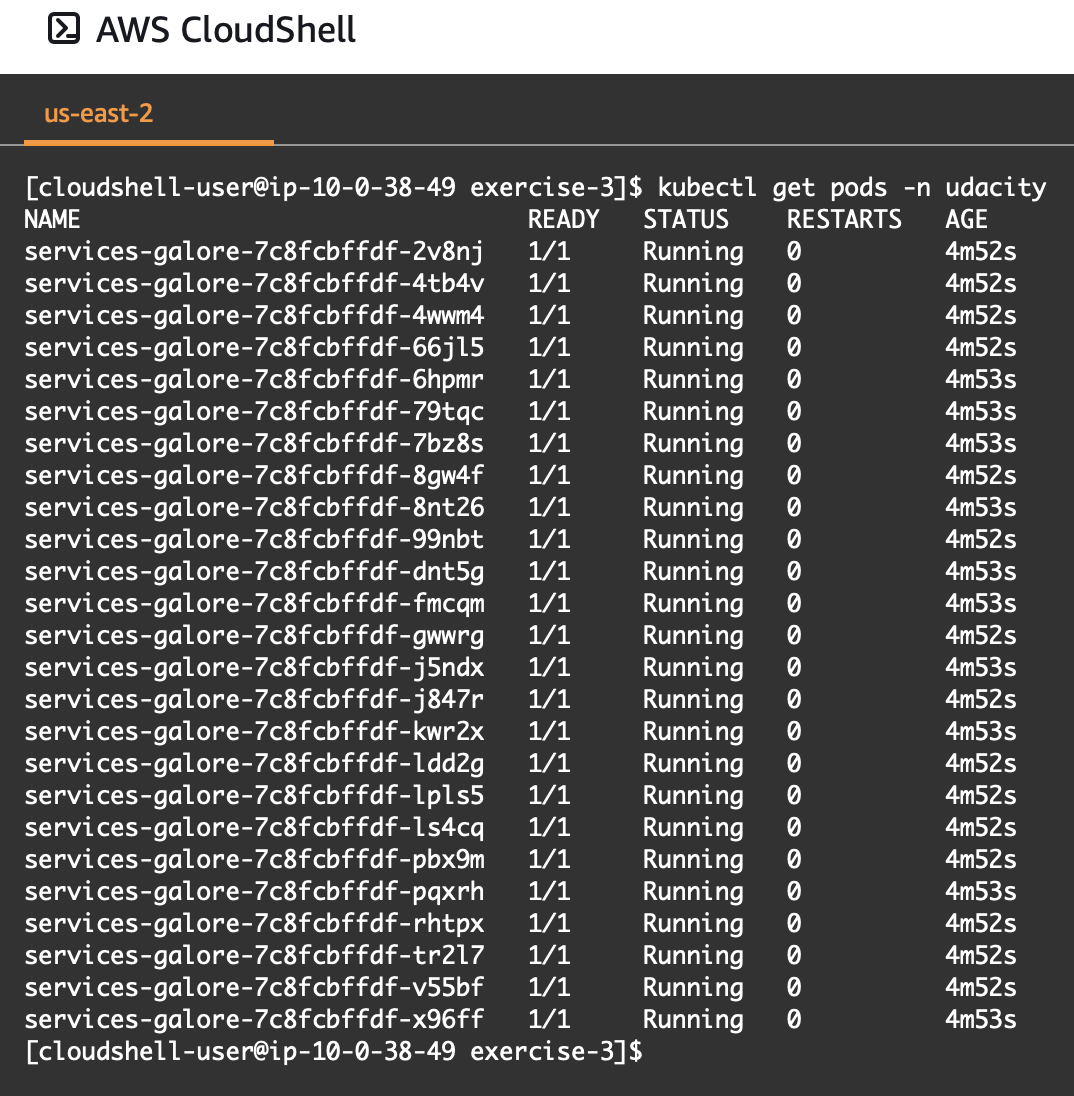 AWS CloudShell
us-east-2
[cloudshell-user@ip-10-0-38-49 exercise-3]$ kubectl get pods -n udacity
NAME                               READY   STATUS    RESTARTS   AGE
services-galore-7c8fcbffdf-2v8nj   1/1     Running   0          4m52s
services-galore-7c8fcbffdf-4tb4v   1/1     Running   0          4m52s
services-galore-7c8fcbffdf-4wwm4   1/1     Running   0          4m52s
services-galore-7c8fcbffdf-66jl5   1/1     Running   0          4m52s
services-galore-7c8fcbffdf-6hpmr   1/1     Running   0          4m53s
services-galore-7c8fcbffdf-79tqc   1/1     Running   0          4m53s
services-galore-7c8fcbffdf-7bz8s   1/1     Running   0          4m53s
services-galore-7c8fcbffdf-8gw4f   1/1     Running   0          4m52s
services-galore-7c8fcbffdf-8nt26   1/1     Running   0          4m53s
services-galore-7c8fcbffdf-99nbt   1/1     Running   0          4m52s
services-galore-7c8fcbffdf-dnt5g   1/1     Running   0          4m53s
services-galore-7c8fcbffdf-fmcqm   1/1     Running   0          4m53s
services-galore-7c8fcbffdf-gwwrg   1/1     Running   0          4m52s
services-galore-7c8fcbffdf-j5ndx   1/1     Running   0          4m53s
services-galore-7c8fcbffdf-j847r   1/1     Running   0          4m52s
services-galore-7c8fcbffdf-kwr2x   1/1     Running   0          4m53s
services-galore-7c8fcbffdf-ldd2g   1/1     Running   0          4m52s
services-galore-7c8fcbffdf-lpls5   1/1     Running   0          4m52s
services-galore-7c8fcbffdf-ls4cq   1/1     Running   0          4m52s
services-galore-7c8fcbffdf-pbx9m   1/1     Running   0          4m52s
services-galore-7c8fcbffdf-pqxrh   1/1     Running   0          4m53s
services-galore-7c8fcbffdf-rhtpx   1/1     Running   0          4m52s
services-galore-7c8fcbffdf-tr2l7   1/1     Running   0          4m52s
services-galore-7c8fcbffdf-v55bf   1/1     Running   0          4m52s
services-galore-7c8fcbffdf-x96ff   1/1     Running   0          4m53s
[cloudshell-user@ip-10-0-38-49 exercise-3]$